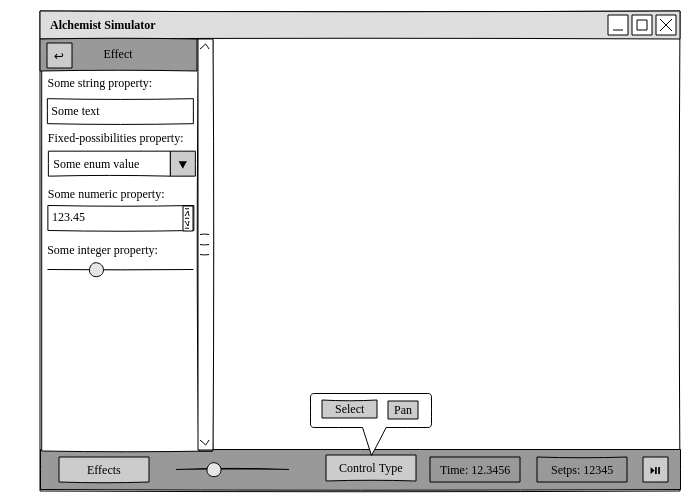 Alchemist Simulator
Effect
Some string property:
Some text
Fixed-possibilities property:
Some enum value
Some numeric property:
123.45
Some integer property:
Select Pan
Effects Control Type Time: 12.3456 Setps: 12345